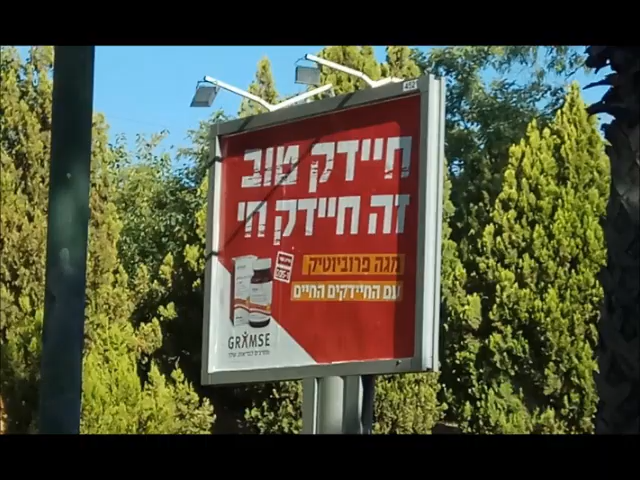 חיידק טוב
זה חיידק חי
מגה פרוביוטיק
עם החיידקים החיים
GRAMSE